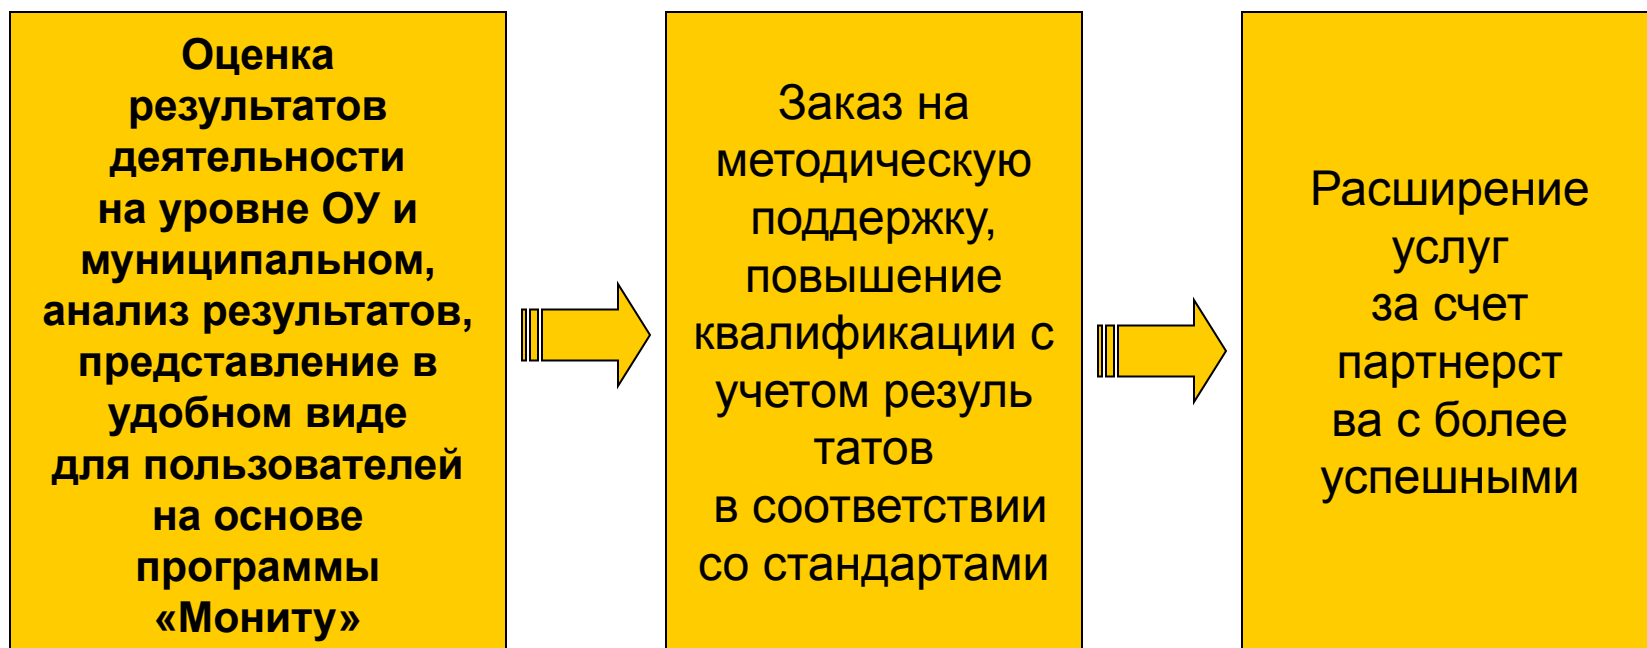 Оценка
результатов
деятельности
на уровне ОУ и
муниципальном,
анализ результатов,
представление в
удобном виде
для пользователей
на основе
программы
«Мониту»
Заказ на
методическую
поддержку,
повышение
квалификации с
учетом резуль
татов
в соответствии
со стандартами
Расширение
услуг
за счет
партнерст
ва с более
успешными